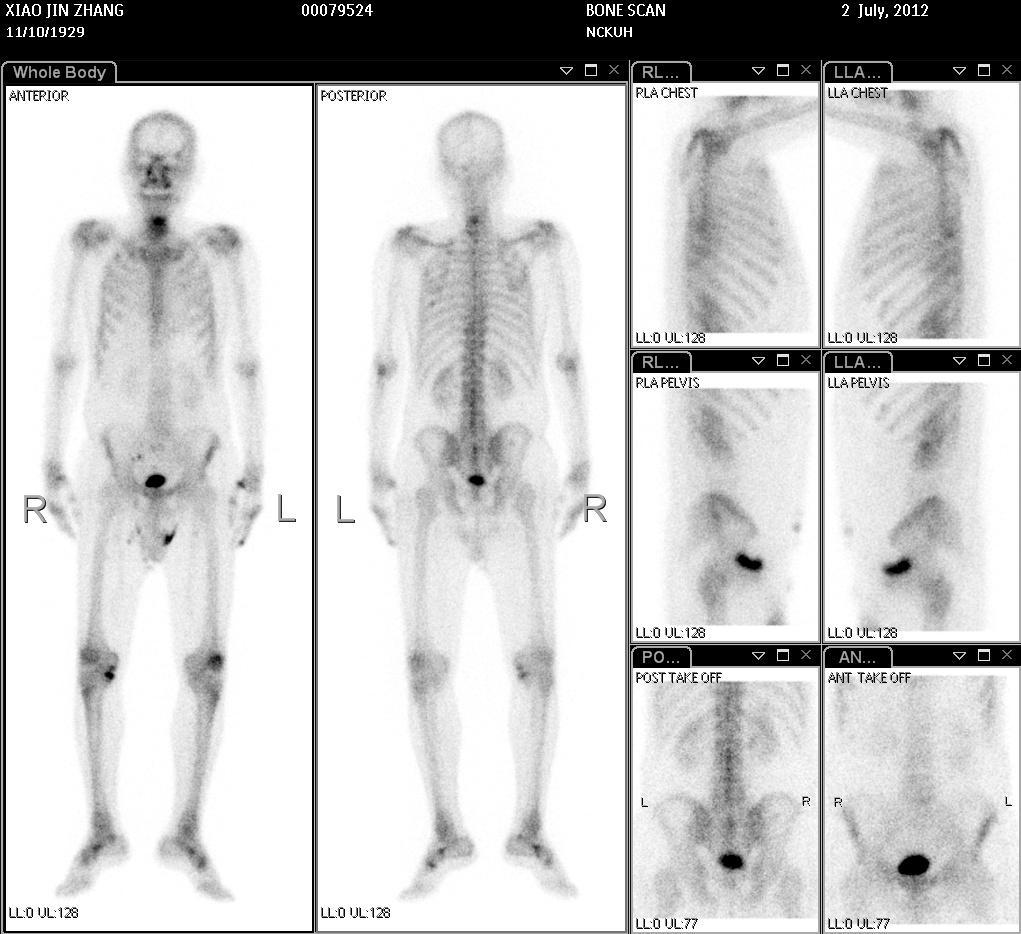 XIAO JIN ZHANG 00079524 BONE SCAN 2 July, 2012
11/10/1929 NCKUH
Whole Body
ANTERIOR
R L
LL:0 UL:128
POSTERIOR
L R
LL:0 UL:128
RL...
RLA CHEST
LL:0 UL:128
LLA...
LLA CHEST
LL:0 UL:128
RL...
RLA PELVIS
LL:0 UL:128
LLA...
LLA PELVIS
LL:0 UL:128
PO...
POST TAKE OFF
L R
LL:0 UL:77
AN...
ANT TAKE OFF
R L
LL:0 UL:77